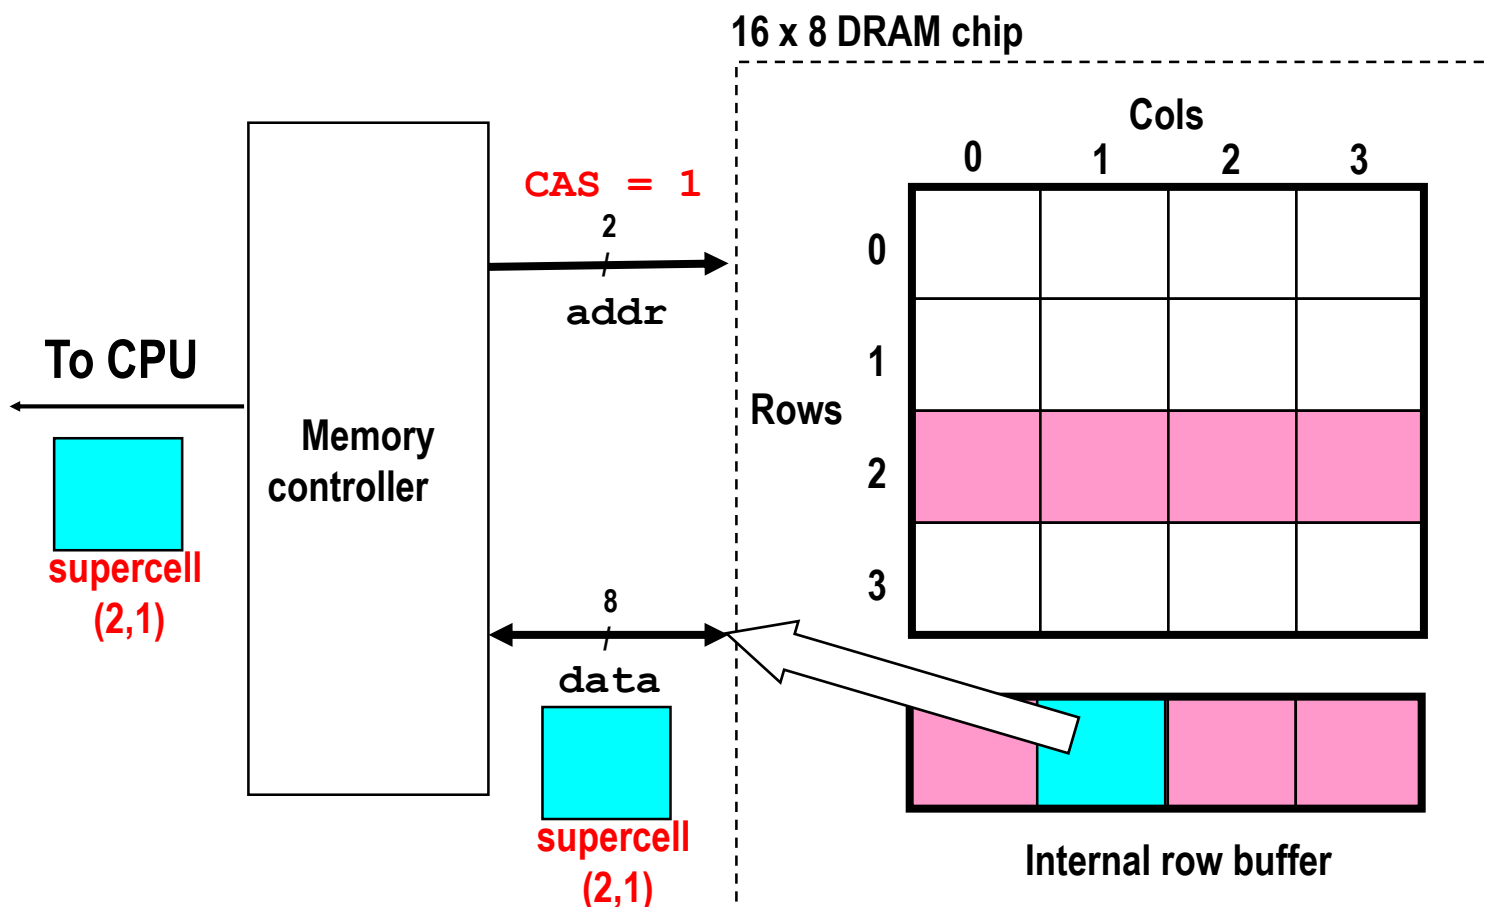 16 x 8 DRAM chip
Cols
0 1 2 3
CAS = 1
2
addr
0
1
Rows
2
3
To CPU
Memory
controller
supercell
(2,1)
8
data
supercell
(2,1)
Internal row buffer